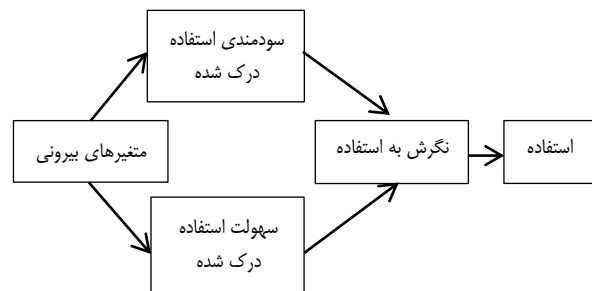 سودمندی استفاده
درک شده
متغیرهای بیرونی
نگرش به استفاده
استفاده
سهولت استفاده
درک شده